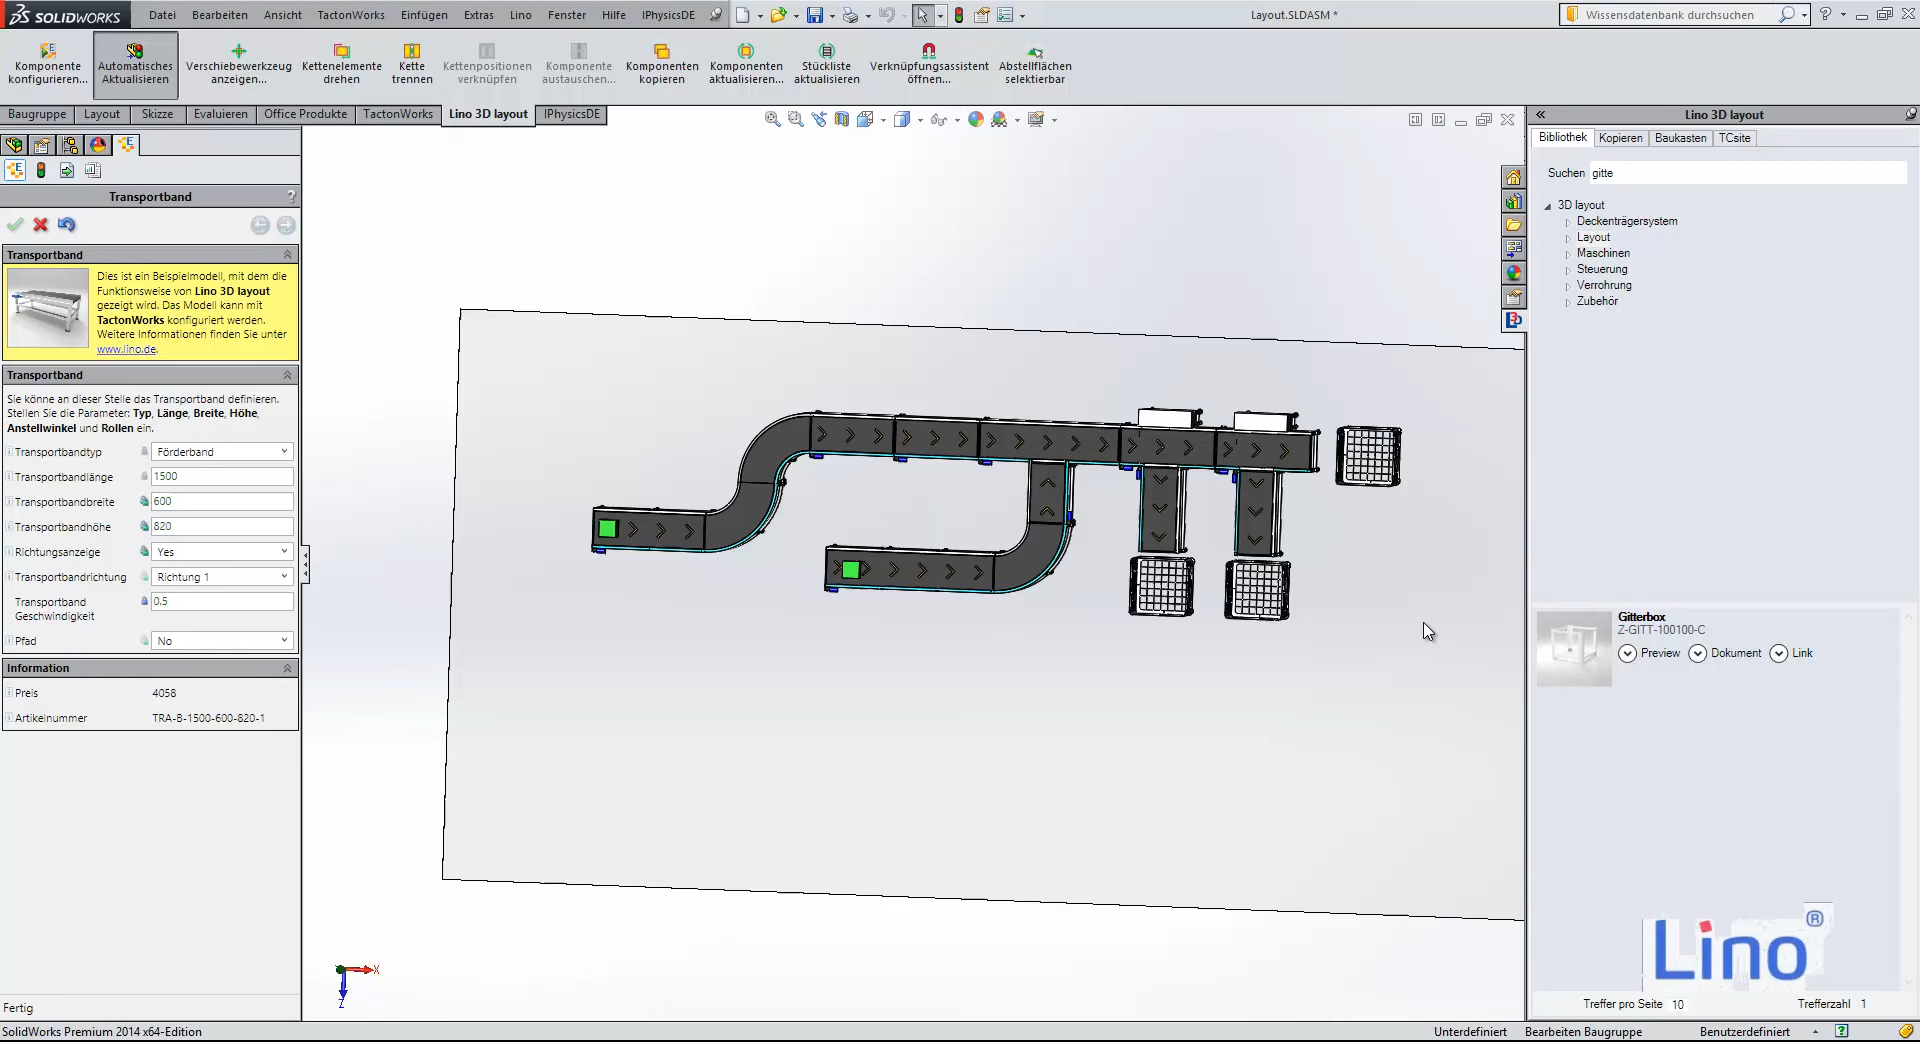 SOLIDWORKS Datei Bearbeiten Ansicht TactonWorks Einfügen Extras Lino Fenster Hilfe IPhysicsDE Layout.SLDASM * Wissensdatenbank durchsuchen ?
Komponente konfigurieren...
Automatisches Aktualisieren
Verschiebewerkzeug anzeigen...
Kettenelemente drehen
Kette trennen
Kettenpositionen verknüpfen
Komponente austauschen...
Komponenten kopieren
Komponenten aktualisieren...
Stückliste aktualisieren
Verknüpfungsassistent öffnen...
Abstellflächen selektierbar
Baugruppe Layout Skizze Evaluieren Office Produkte TactonWorks Lino 3D layout IPhysicsDE
Transportband ?
Transportband
Dies ist ein Beispielmodell, mit dem die
Funktionsweise von Lino 3D layout
gezeigt wird. Das Modell kann mit
TactonWorks konfiguriert werden.
Weitere Informationen finden Sie unter
www.lino.de.
Transportband
Sie könne an dieser Stelle das Transportband definieren.
Stellen Sie die Parameter: Typ, Länge, Breite, Höhe,
Anstellwinkel und Rollen ein.
Transportbandtyp Förderband
Transportbandlänge 1500
Transportbandbreite 600
Transportbandhöhe 820
Richtungsanzeige Yes
Transportbandrichtung Richtung 1
Transportband Geschwindigkeit 0.5
Pfad No
Information
Preis 4058
Artikelnummer TRA-B-1500-600-820-1
Fertig
X
Z
Lino 3D layout
Bibliothek Kopieren Baukasten TCsite
Suchen gitte
3D layout
Deckenträgersystem
Layout
Maschinen
Steuerung
Verrohrung
Zubehör
Gitterbox
Z-GITT-100100-C
Preview Dokument Link
Lino ®
Treffer pro Seite 10 Trefferzahl 1
SolidWorks Premium 2014 x64-Edition Unterdefiniert Bearbeiten Baugruppe Benutzerdefiniert ?